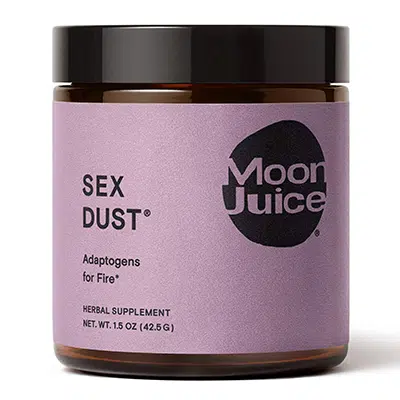 SEX
DUST®
Moon
Juice®
Adaptogens
for Fire*
HERBAL SUPPLEMENT
NET. WT. 1.5 OZ (42.5 G)